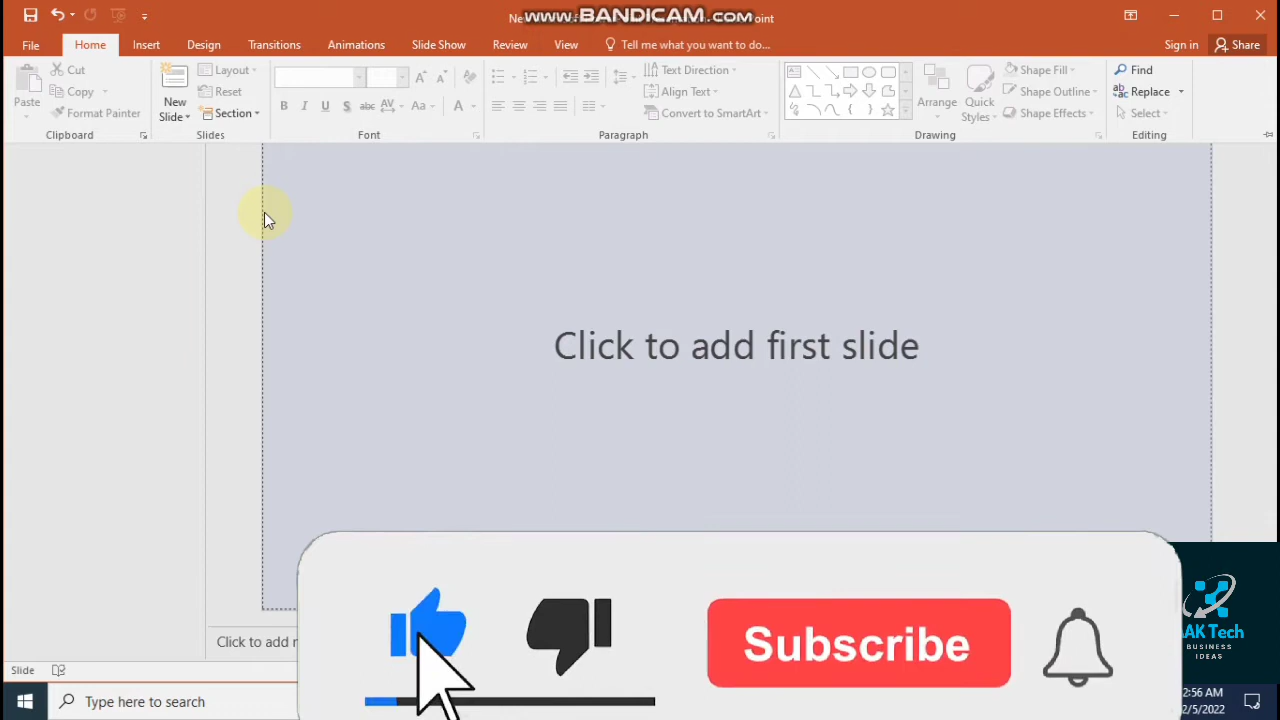 www.BANDICAM.com
File Home Insert Design Transitions Animations Slide Show Review View Tell me what you want to do... Sign in Share
Paste Cut Copy Format Painter
Clipboard
New Slide Layout Reset Section
Slides
Font
Text Direction Align Text Convert to SmartArt
Paragraph
Arrange Quick Styles Shape Fill Shape Outline Shape Effects
Drawing
Find Replace Select
Editing
Click to add first slide
Click to add
Subscribe
AK Tech
BUSINESS
IDEAS
Slide
Type here to search
2:56 AM
2/5/2022